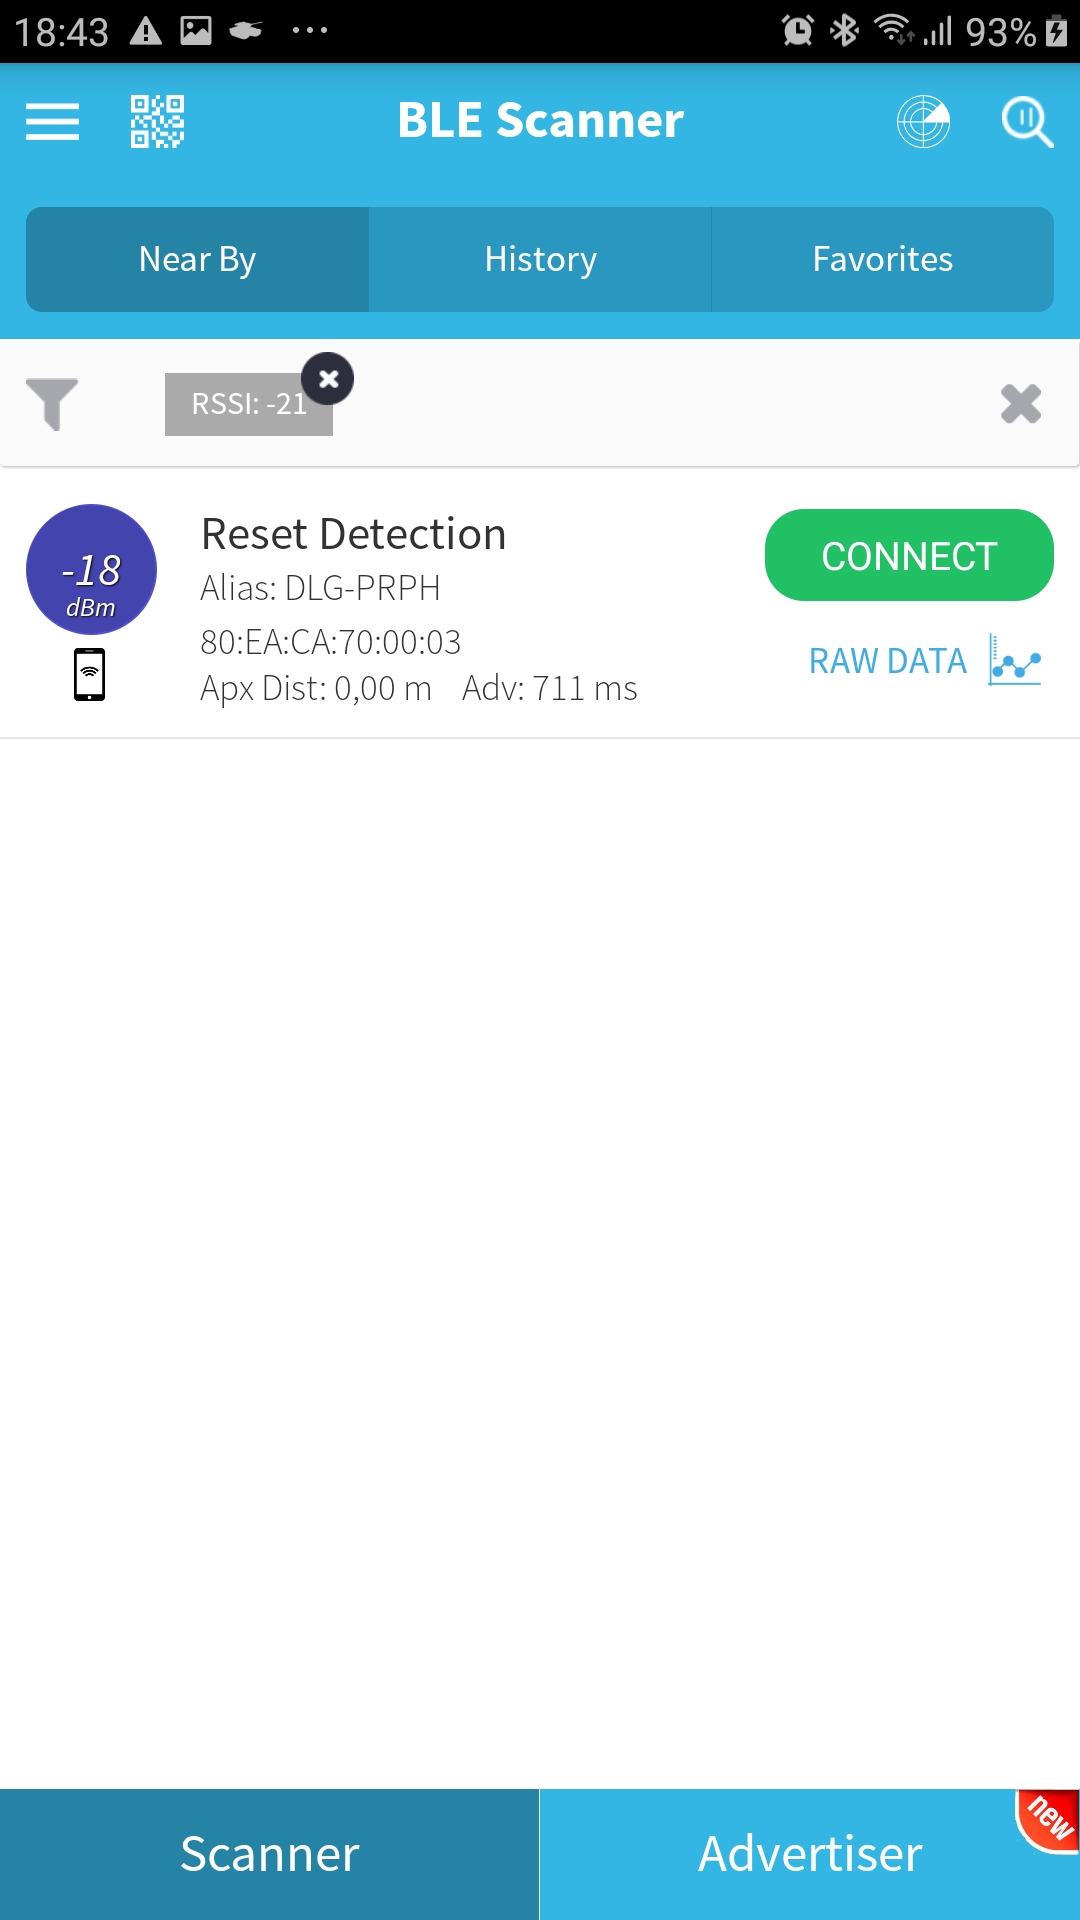 18:43 93%
BLE Scanner
Near By History Favorites
RSSI: -21
-18
dBm
Reset Detection
Alias: DLG-PRPH
80:EA:CA:70:00:03
Apx Dist: 0,00 m Adv: 711 ms
CONNECT
RAW DATA
Scanner Advertiser
new